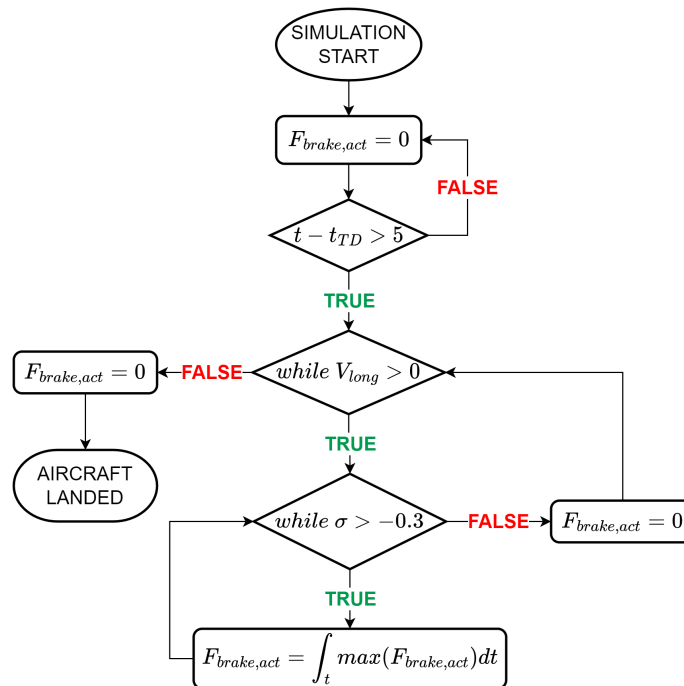 SIMULATION
START
$F_{brake,act} = 0$
FALSE
$t - t_{TD} > 5$
TRUE
$F_{brake,act} = 0$
FALSE
$while\ V_{long} > 0$
TRUE
AIRCRAFT
LANDED
$while\ \sigma > -0.3$
FALSE
$F_{brake,act} = 0$
TRUE
$F_{brake,act} = \int_t max(F_{brake,act})dt$